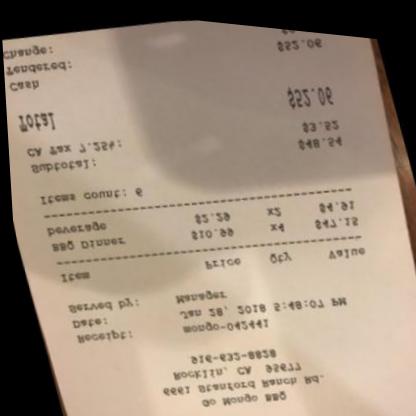 Go Mongo BBQ
6661 Stanford Ranch Rd.
Rocklin, CA 95677
916-632-8828
Receipt: mongo-042441
Date: Jan 28, 2018 5:48:07 PM
Served by: Manager
Item Price Qty Value
BBQ Dinner $10.99 x4 $47.15
beverage $2.29 x2 $4.91
Items count: 6
Subtotal: $48.54
CA Tax 7.25%: $3.52
Total $52.06
Cash
Tendered: $52.06
Change: